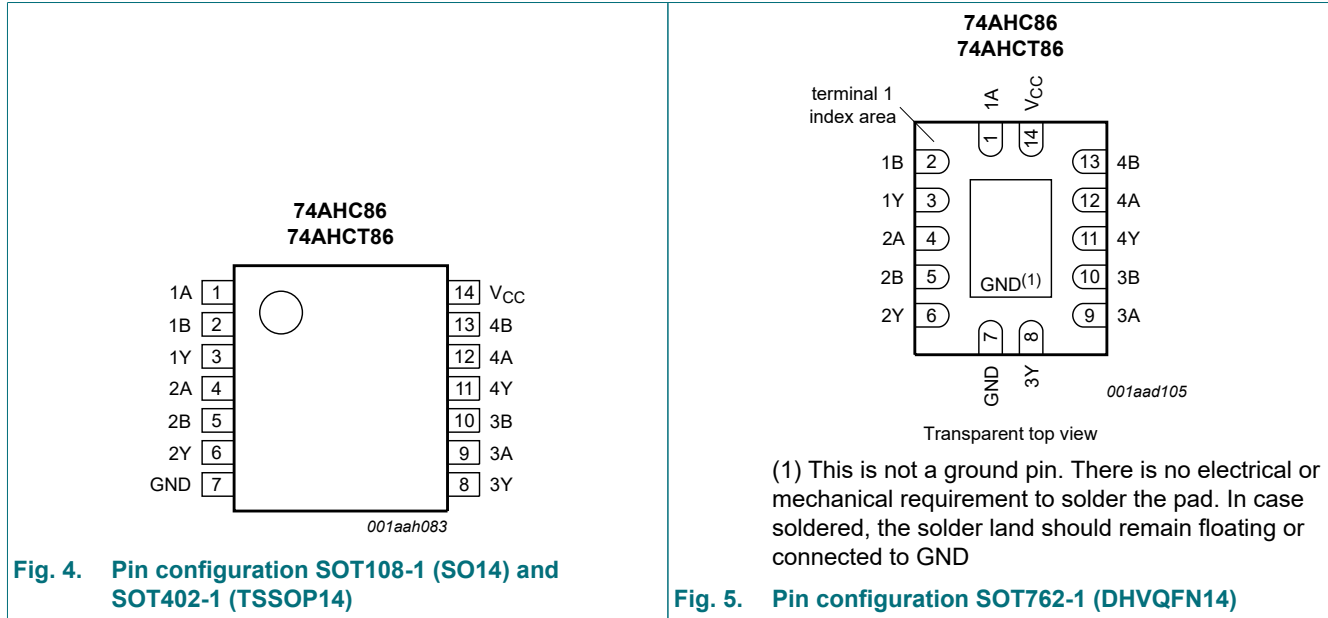 74AHC86
74AHCT86
1A 1
1B 2
1Y 3
2A 4
2B 5
2Y 6
GND 7
14 VCC
13 4B
12 4A
11 4Y
10 3B
9 3A
8 3Y
001aah083
Fig. 4. Pin configuration SOT108-1 (SO14) and
SOT402-1 (TSSOP14)
74AHC86
74AHCT86
terminal 1
index area
1A
VCC
1
14
1B 2
1Y 3
2A 4
2B 5
2Y 6
13 4B
12 4A
11 4Y
10 3B
9 3A
GND(1)
7
8
GND
3Y
001aad105
Transparent top view
(1) This is not a ground pin. There is no electrical or
mechanical requirement to solder the pad. In case
soldered, the solder land should remain floating or
connected to GND
Fig. 5. Pin configuration SOT762-1 (DHVQFN14)